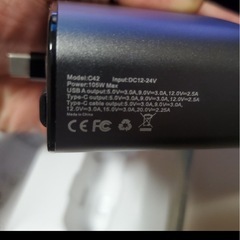 Model:C42 Input:DC12-24V
Power:105W Max
USB A output:5.0V=3.0A,9.0V=3.0A,12.0V=2.5A
Type-C output:5.0V=3.0A,9.0V=3.0A,12.0V=2.5A
Type-C cable output:5.0V=3.0A,9.0V=3.0A
12.0V=3.0A,15.0V=3.0A,20.0V=2.25A
Made in China
FC CE